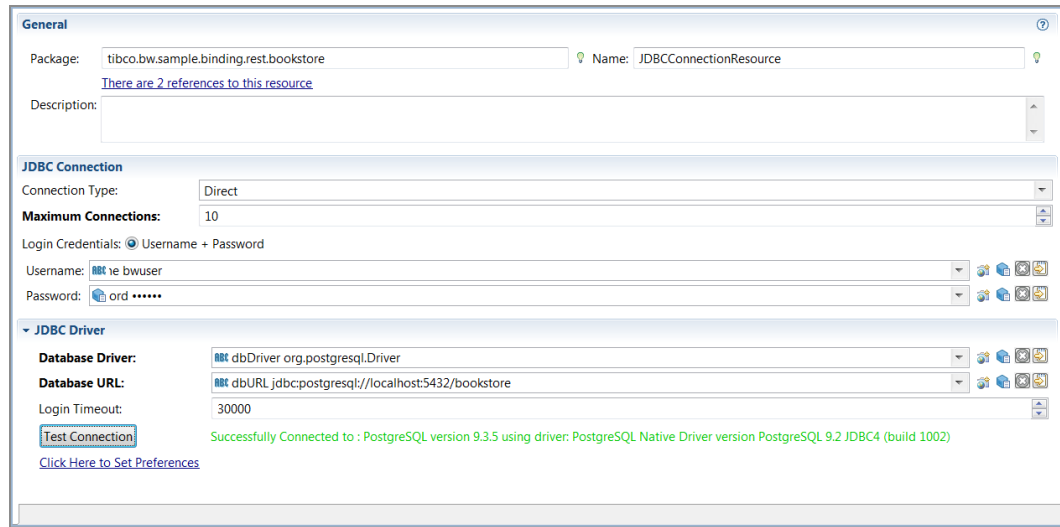 General
Package: tibco.bw.sample.binding.rest.bookstore Name: JDBCConnectionResource
There are 2 references to this resource
Description:
JDBC Connection
Connection Type: Direct
Maximum Connections: 10
Login Credentials: Username + Password
Username: ABC ne bwuser
Password: ord ••••••
JDBC Driver
Database Driver: ABC dbDriver org.postgresql.Driver
Database URL: ABC dbURL jdbc:postgresql://localhost:5432/bookstore
Login Timeout: 30000
Test Connection Successfully Connected to : PostgreSQL version 9.3.5 using driver: PostgreSQL Native Driver version PostgreSQL 9.2 JDBC4 (build 1002)
Click Here to Set Preferences